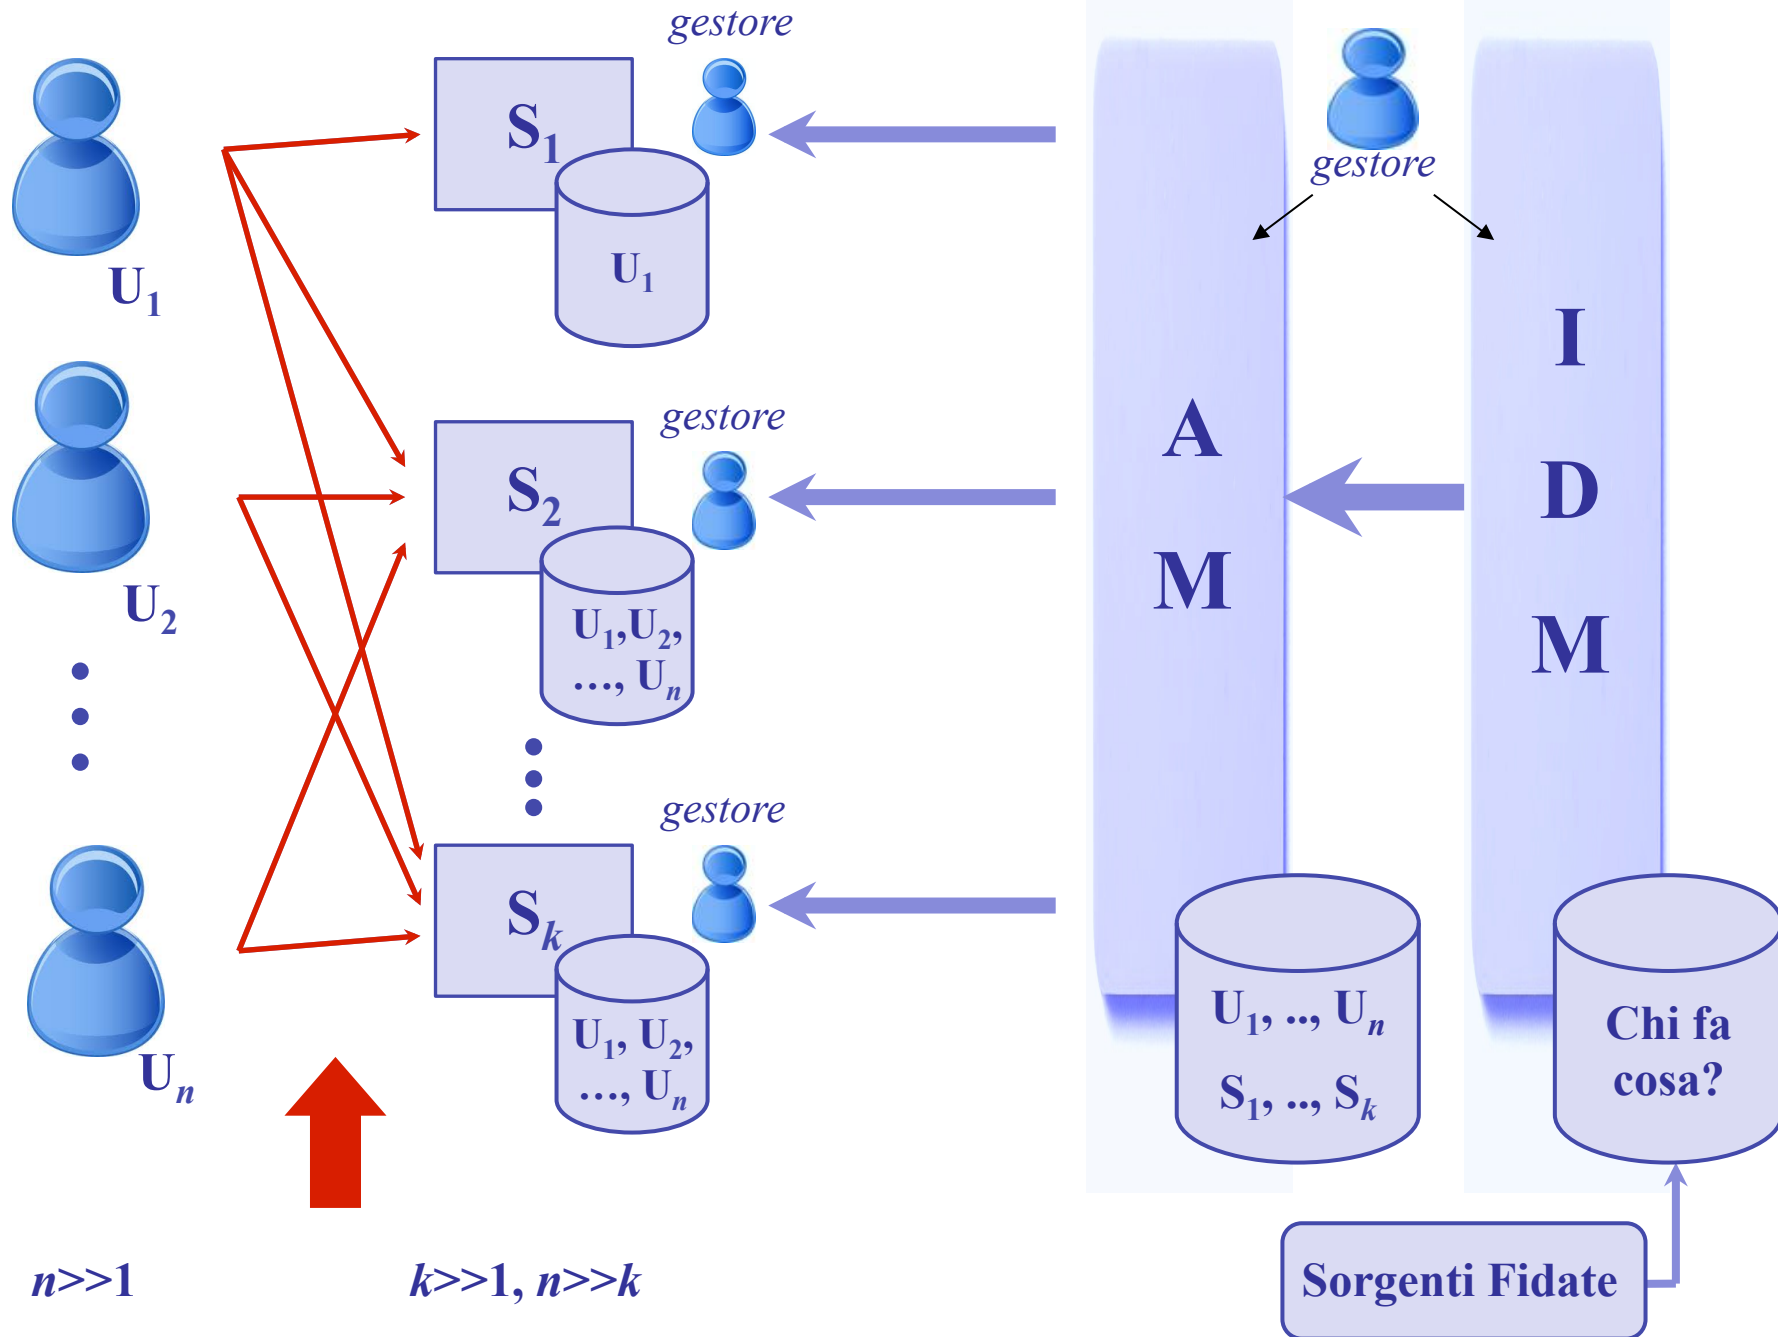 gestore
S1
U1
U1
gestore
S2
U1,U2,
…, Un
U2
gestore
Sk
U1, U2,
…, Un
Un
n>>1
k>>1, n>>k
A
M
gestore
I
D
M
U1, .., Un
S1, .., Sk
Chi fa
cosa?
Sorgenti Fidate